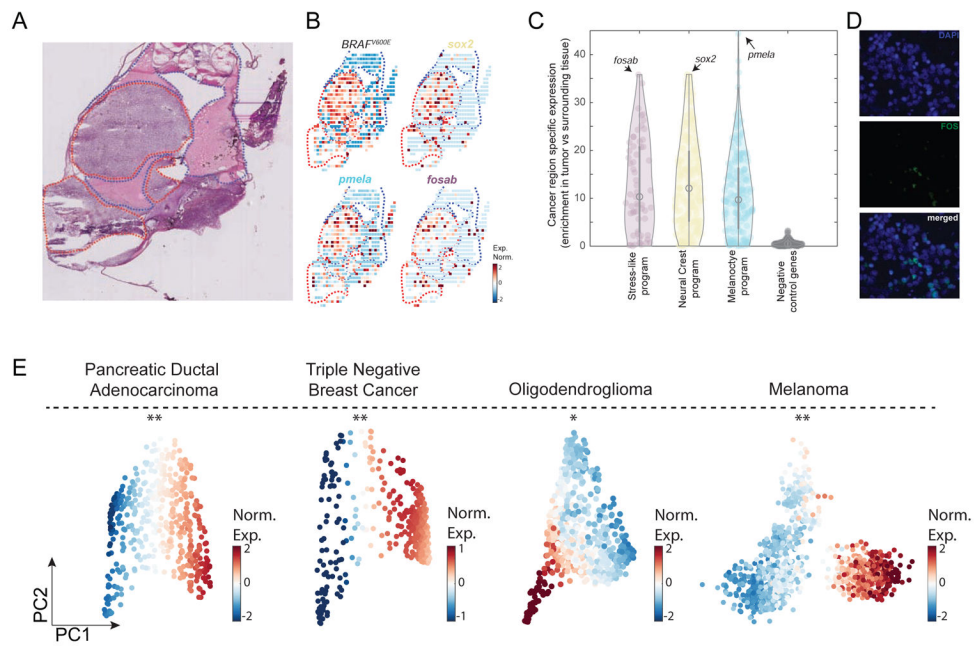 A
B
BRAFV600E
sox2
pmela
fosab
Exp.
Norm.
2
0
-2
C
Cancer region specific expression
(enrichment in tumor vs surrounding tissue)
40
30
20
10
0
fosab
sox2
pmela
Stress-like
program
Neural Crest
program
Melanoctye
program
Negative
control genes
D
DAPI
FOS
merged
E
Pancreatic Ductal
Adenocarcinoma
Triple Negative
Breast Cancer
Oligodendroglioma
Melanoma
**
**
*
**
Norm.
Exp.
2
0
-2
Norm.
Exp.
1
0
-1
Norm.
Exp.
2
0
-2
Norm.
Exp.
2
0
-2
PC2
PC1